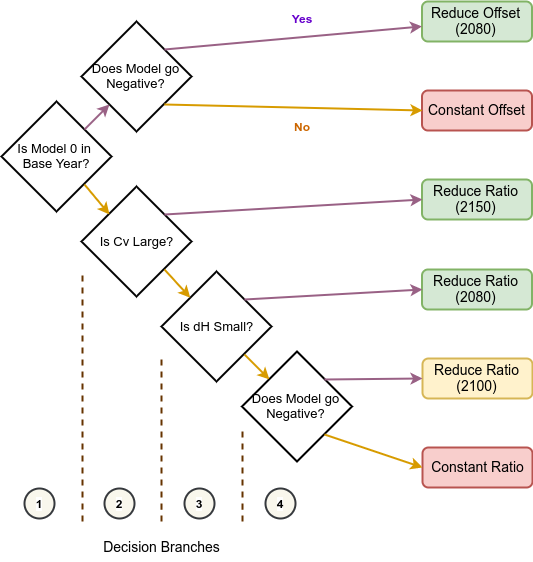 Yes
Reduce Offset
(2080)
Does Model go
Negative?
Constant Offset
No
Is Model 0 in
Base Year?
Reduce Ratio
(2150)
Is Cv Large?
Reduce Ratio
(2080)
Is dH Small?
Reduce Ratio
(2100)
Does Model go
Negative?
Constant Ratio
1
2
3
4
Decision Branches